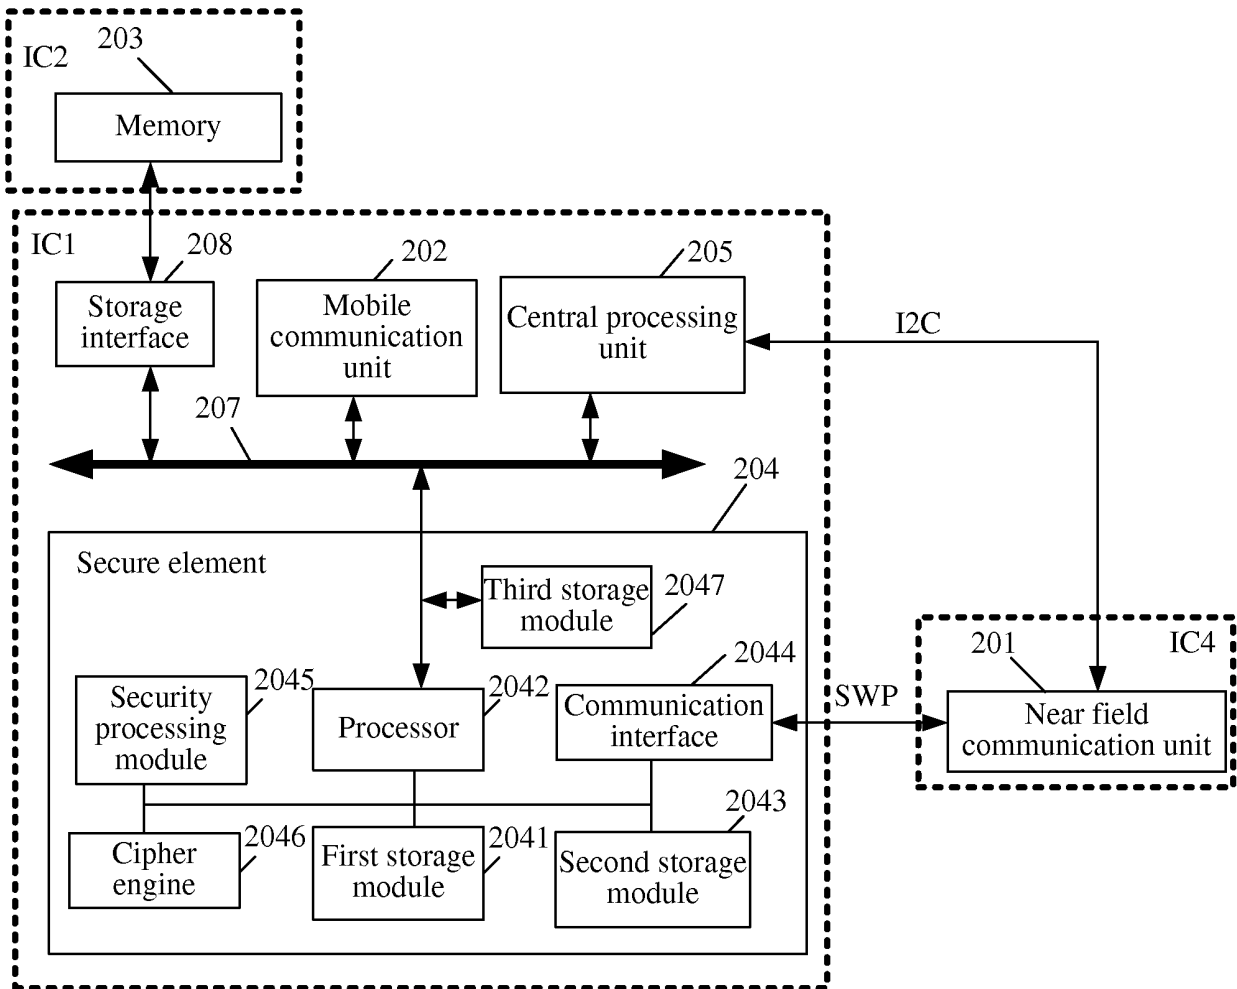 203
IC2
Memory
IC1
208
202
205
Storage
interface
Mobile
communication
unit
Central processing
unit
I2C
207
204
Secure element
Third storage
module
2047
201
IC4
2045
2042
2044
Security
processing
module
Processor
Communication
interface
SWP
Near field
communication unit
2046
2041
2043
Cipher
engine
First storage
module
Second storage
module